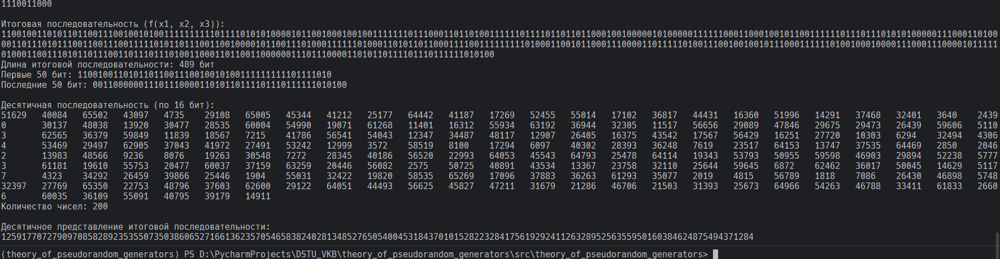 1110011000
Итоговая последовательность (f(x1, x2, x3)):
Длина итоговой последовательности: 489 бит
Первые 50 бит: 11001001101011011001110010010100111111111101111010
Последние 50 бит: 00110000001110111000011010110111101110111111010100
Десятичная последовательность (по 16 бит):
51629 40084 65502 43097 4735 29108 65005 45344 41212 25177 64442 41187 17269 52455 55014 17102 36817 44431 16360 51996 14291 37468 32401 3640 2439
0 30137 48038 13920 30477 28535 60004 54990 19071 61268 11401 16312 55934 63192 36944 32305 11517 56656 29089 47846 29675 29473 26439 59606 5110
3 62565 36379 59849 11839 18567 7215 41786 56541 54043 12347 34487 48117 12907 26405 16375 43542 17567 56429 16251 27720 10303 6294 32494 4306
4 53469 29497 62905 37043 41972 27491 53242 12999 3572 58519 8100 17294 6097 40302 28393 36248 7619 23517 64153 13747 37535 64469 2850 2046
2 13983 48566 9236 8076 19263 30548 7272 28345 40186 56520 22993 64053 45543 64793 25478 64114 19343 53793 50955 59598 46903 29894 52238 5777
3 61181 19610 55753 20477 60037 37159 63259 20446 56082 2575 50725 40891 43534 13367 23758 32110 25644 59645 6872 62462 36017 50045 14629 5117
7 4323 34292 26459 39866 25446 1904 55031 32422 19820 58535 65269 17096 37883 36263 61293 35077 2019 4815 56789 1818 7086 26430 46898 5748
32397 27769 65350 22753 48796 37603 62600 29122 64051 44493 56625 45827 47211 31679 21286 46706 21503 31393 25673 64966 54263 46788 33411 61833 2660
6 60035 36109 55091 40795 39179 14911
Количество чисел: 200
Десятичное представление итоговой последовательности:
(theory_of_pseudorandom_generators) PS D:\PycharmProjects\DSTU_VKB\theory_of_pseudorandom_generators\src\theory_of_pseudorandom_generators>